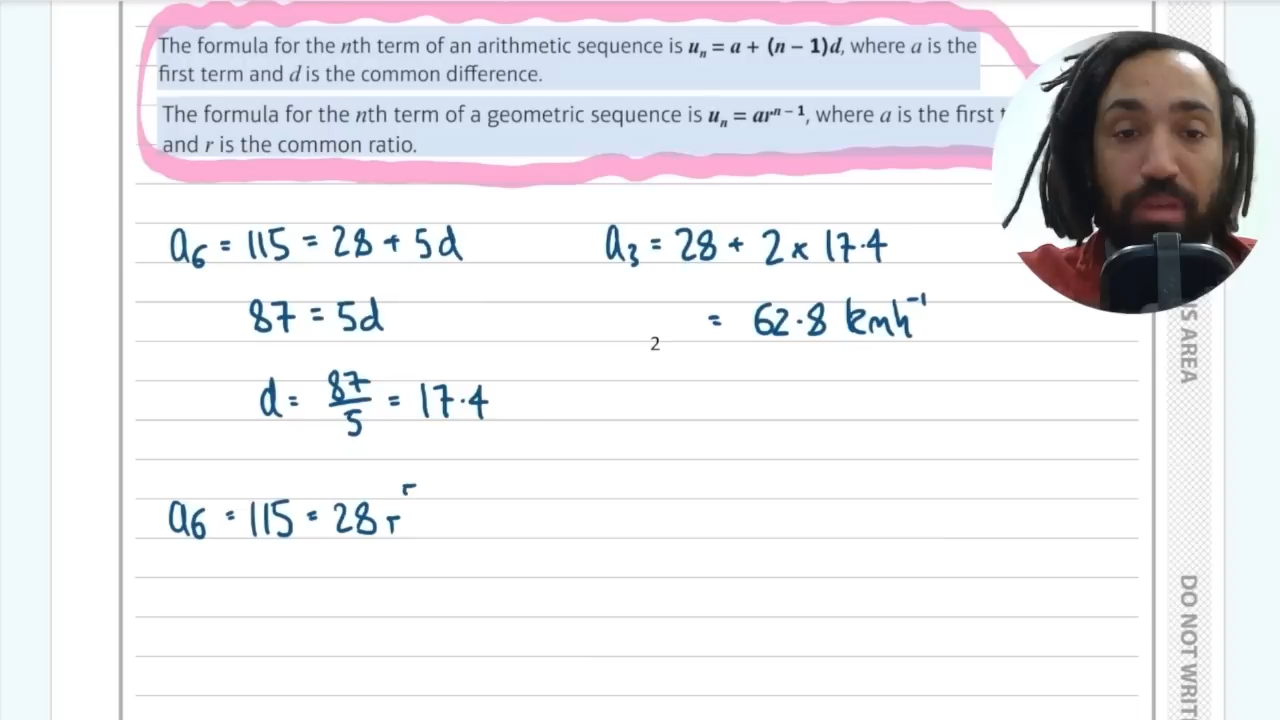 The formula for the nth term of an arithmetic sequence is uₙ = a + (n − 1)d, where a is the
first term and d is the common difference.
The formula for the nth term of a geometric sequence is uₙ = arⁿ⁻¹, where a is the first
and r is the common ratio.
a₆ = 115 = 28 + 5d
87 = 5d
d = 87/5 = 17.4
a₃ = 28 + 2 × 17.4
= 62.8 kmh⁻¹
2
a₆ = 115 = 28r
IS AREA
DO NOT WRIT